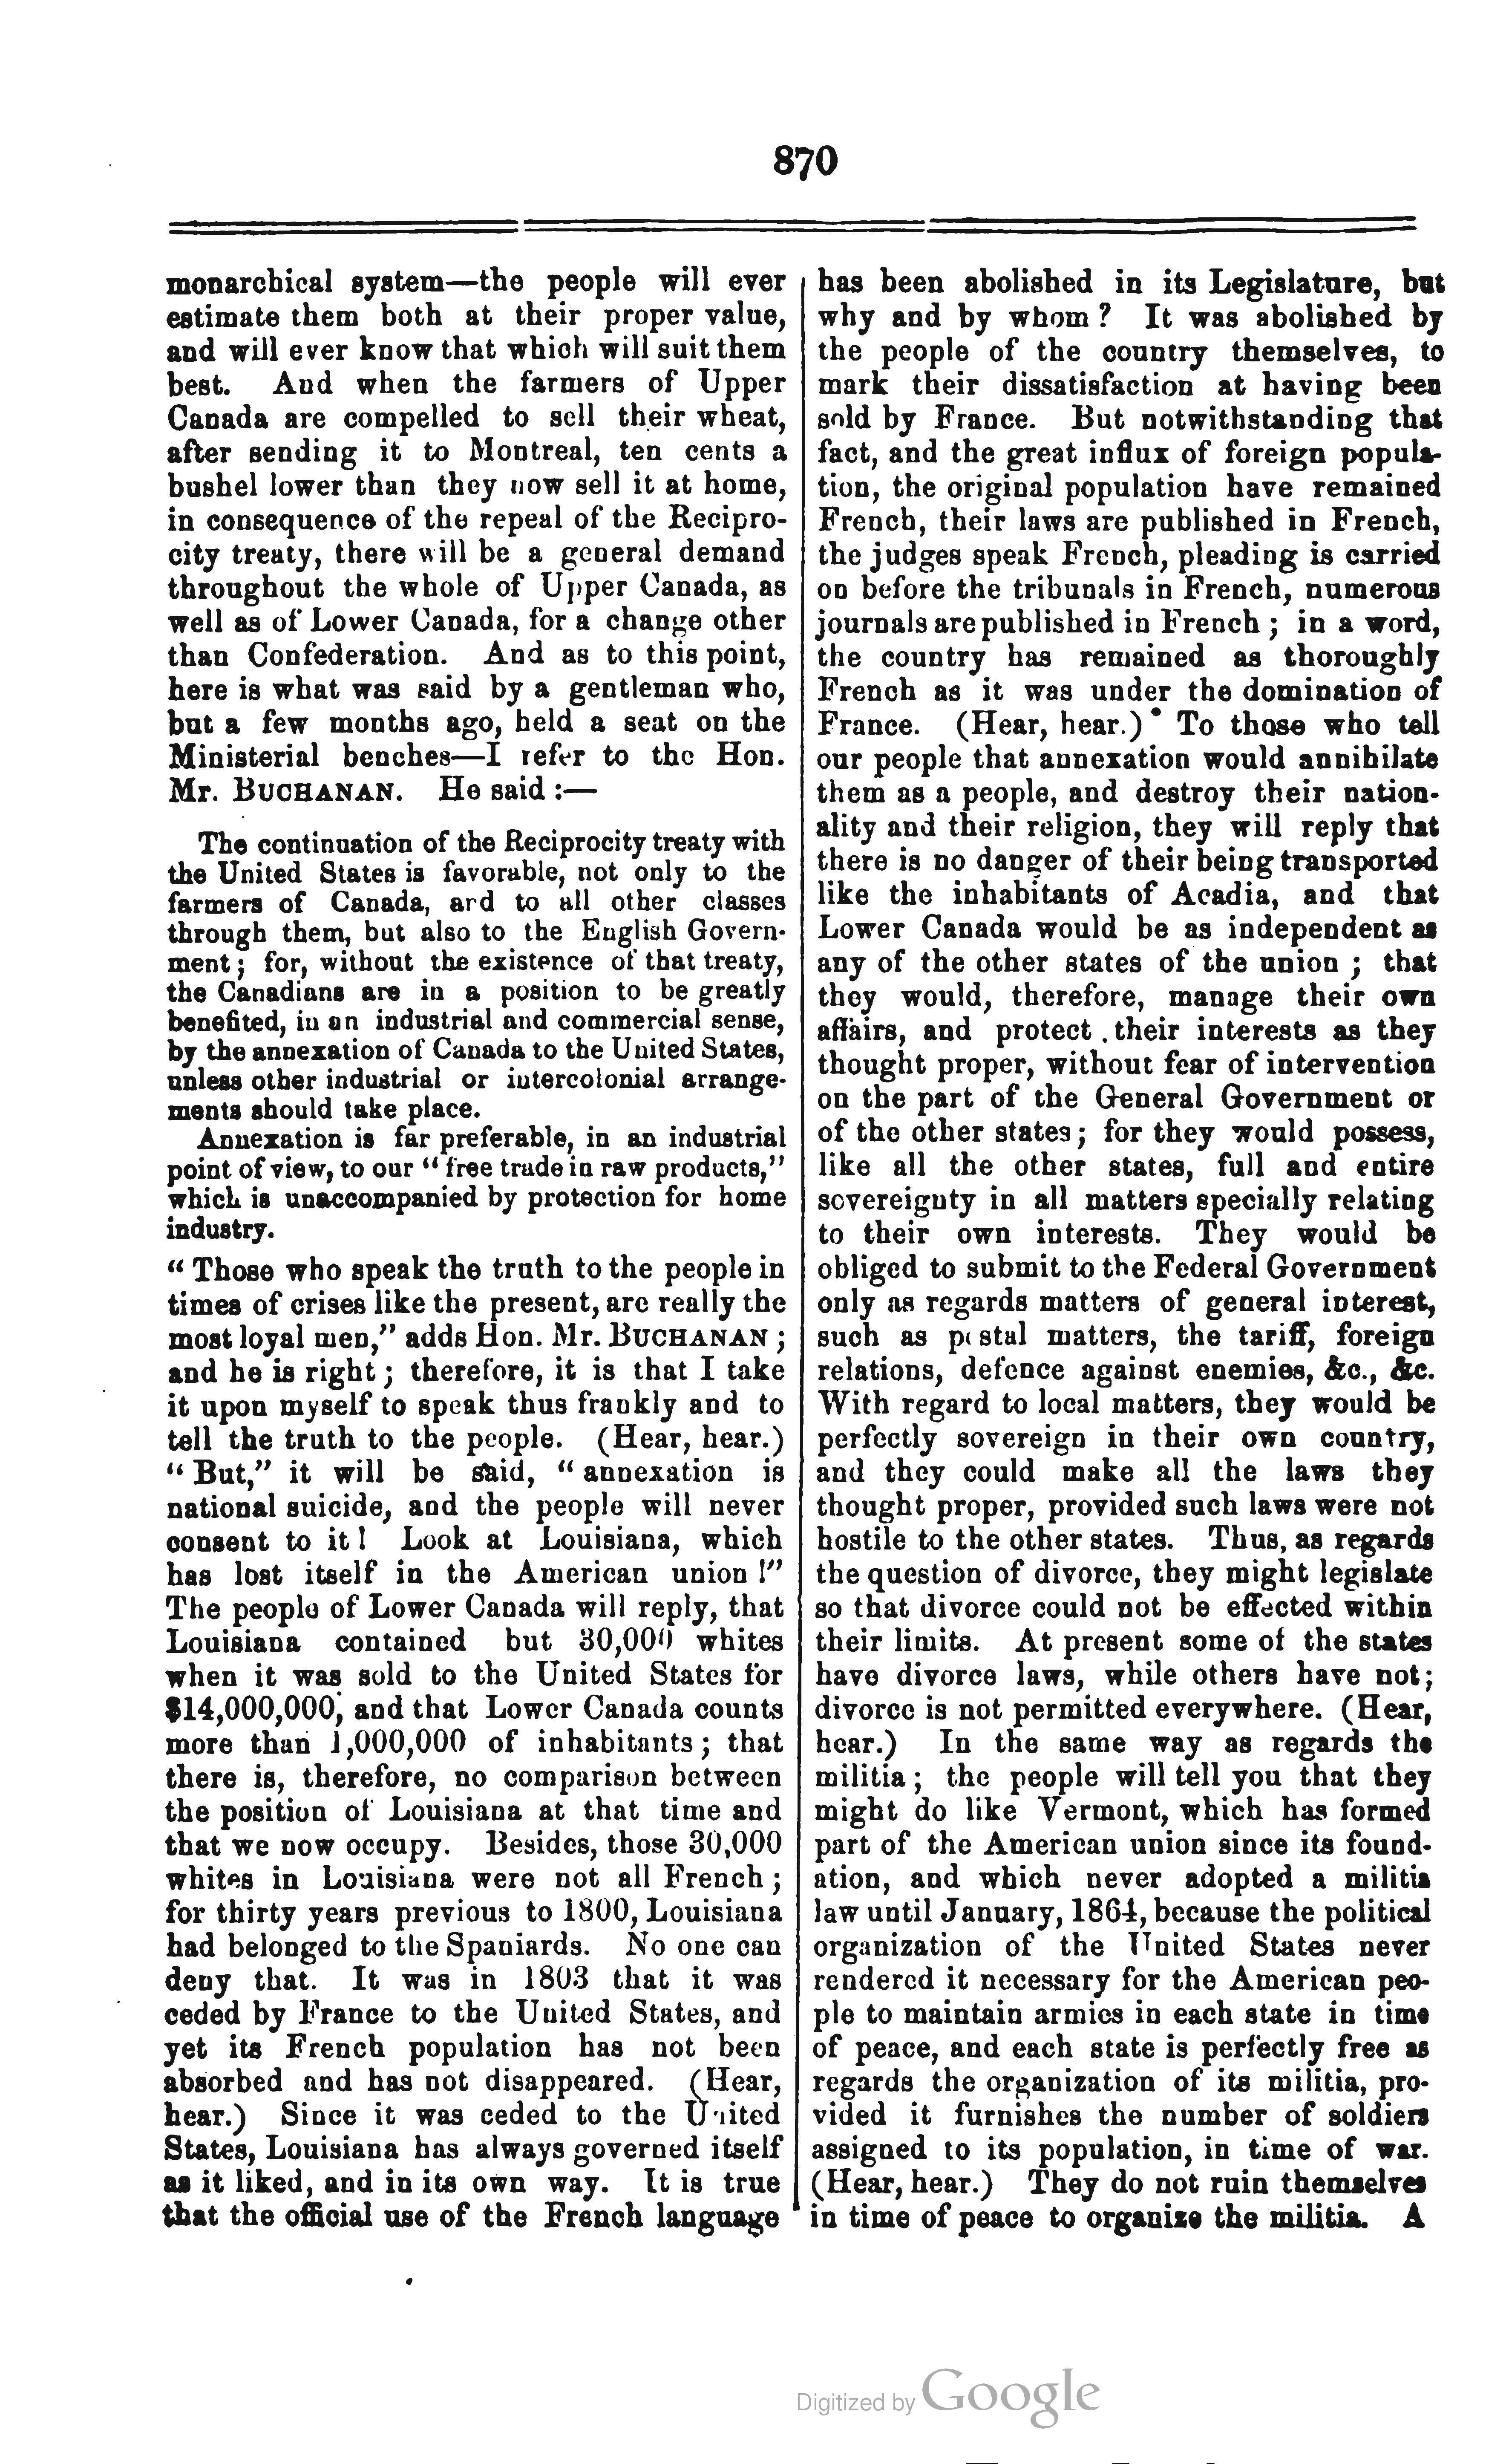 870
monarchical system—the people will ever
estimate them both at their proper value,
and will ever know that which will suit them
best. And when the farmers of Upper
Canada are compelled to sell their wheat,
after sending it to Montreal, ten cents a
bushel lower than they now sell it at home,
in consequence of the repeal of the Recipro-
city treaty, there will be a general demand
throughout the whole of Upper Canada, as
well as of Lower Canada, for a change other
than Confederation. And as to this point,
here is what was said by a gentleman who,
but a few months ago, held a seat on the
Ministerial benches—I refer to the Hon.
Mr. BUCHANAN. He said :—
The continuation of the Reciprocity treaty with
the United States is favorable, not only to the
farmers of Canada, and to all other classes
through them, but also to the English Govern-
ment ; for, without the existence of that treaty,
the Canadians are in a position to be greatly
benefited, in an industrial and commercial sense,
by the annexation of Canada to the United States,
unless other industrial or intercolonial arrange-
ments should take place.
Annexation is far preferable, in an industrial
point of view, to our " free trade in raw products,"
which is unaccompanied by protection for home
industry.
" Those who speak the truth to the people in
times of crises like the present, are really the
most loyal men," adds Hon. Mr. BUCHANAN ;
and he is right ; therefore, it is that I take
it upon myself to speak thus frankly and to
tell the truth to the people. (Hear, hear.)
" But," it will be said, " annexation is
national suicide, and the people will never
consent to it ! Look at Louisiana, which
has lost itself in the American union !"
The people of Lower Canada will reply, that
Louisiana contained but 30,000 whites
when it was sold to the United States for
$14,000,000, and that Lower Canada counts
more than 1,000,000 of inhabitants ; that
there is, therefore, no comparison between
the position of Louisiana at that time and
that we now occupy. Besides, those 30,000
whites in Louisiana were not all French ;
for thirty years previous to 1800, Louisiana
had belonged to the Spaniards. No one can
deny that. It was in 1803 that it was
ceded by France to the United States, and
yet its French population has not been
absorbed and has not disappeared. (Hear,
hear.) Since it was ceded to the United
States, Louisiana has always governed itself
as it liked, and in its own way. It is true
that the official use of the French language
has been abolished in its Legislature, but
why and by whom ? It was abolished by
the people of the country themselves, to
mark their dissatisfaction at having been
sold by France. But notwithstanding that
fact, and the great influx of foreign popula-
tion, the original population have remained
French, their laws are published in French,
the judges speak French, pleading is carried
on before the tribunals in French, numerous
journals are published in French ; in a word,
the country has remained as thoroughly
French as it was under the domination of
France. (Hear, hear.) To those who tell
our people that annexation would annihilate
them as a people, and destroy their nation-
ality and their religion, they will reply that
there is no danger of their being transported
like the inhabitants of Acadia, and that
Lower Canada would be as independent as
any of the other states of the union ; that
they would, therefore, manage their own
affairs, and protect their interests as they
thought proper, without fear of intervention
on the part of the General Government or
of the other states ; for they would possess,
like all the other states, full and entire
sovereignty in all matters specially relating
to their own interests. They would be
obliged to submit to the Federal Government
only as regards matters of general interest,
such as postal matters, the tariff, foreign
relations, defence against enemies, &c., &c.
With regard to local matters, they would be
perfectly sovereign in their own country,
and they could make all the laws they
thought proper, provided such laws were not
hostile to the other states. Thus, as regards
the question of divorce, they might legislate
so that divorce could not be effected within
their limits. At present some of the states
have divorce laws, while others have not ;
divorce is not permitted everywhere. (Hear,
hear.) In the same way as regards the
militia ; the people will tell you that they
might do like Vermont, which has formed
part of the American union since its found-
ation, and which never adopted a militia
law until January, 1864, because the political
organization of the United States never
rendered it necessary for the American peo-
ple to maintain armies in each state in time
of peace, and each state is perfectly free as
regards the organization of its militia, pro-
vided it furnishes the number of soldiers
assigned to its population, in time of war.
(Hear, hear.) They do not ruin themselves
in time of peace to organize the militia. A
Digitized by Google